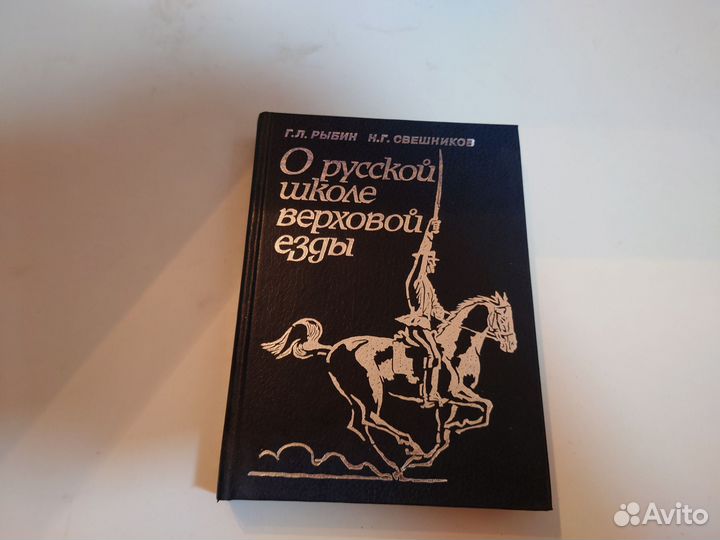 Г.Л. РЫБИН Н.Г. СВЕШНИКОВ
О русской
школе
верховой
езды
Avito